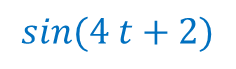 sin(4 t + 2)